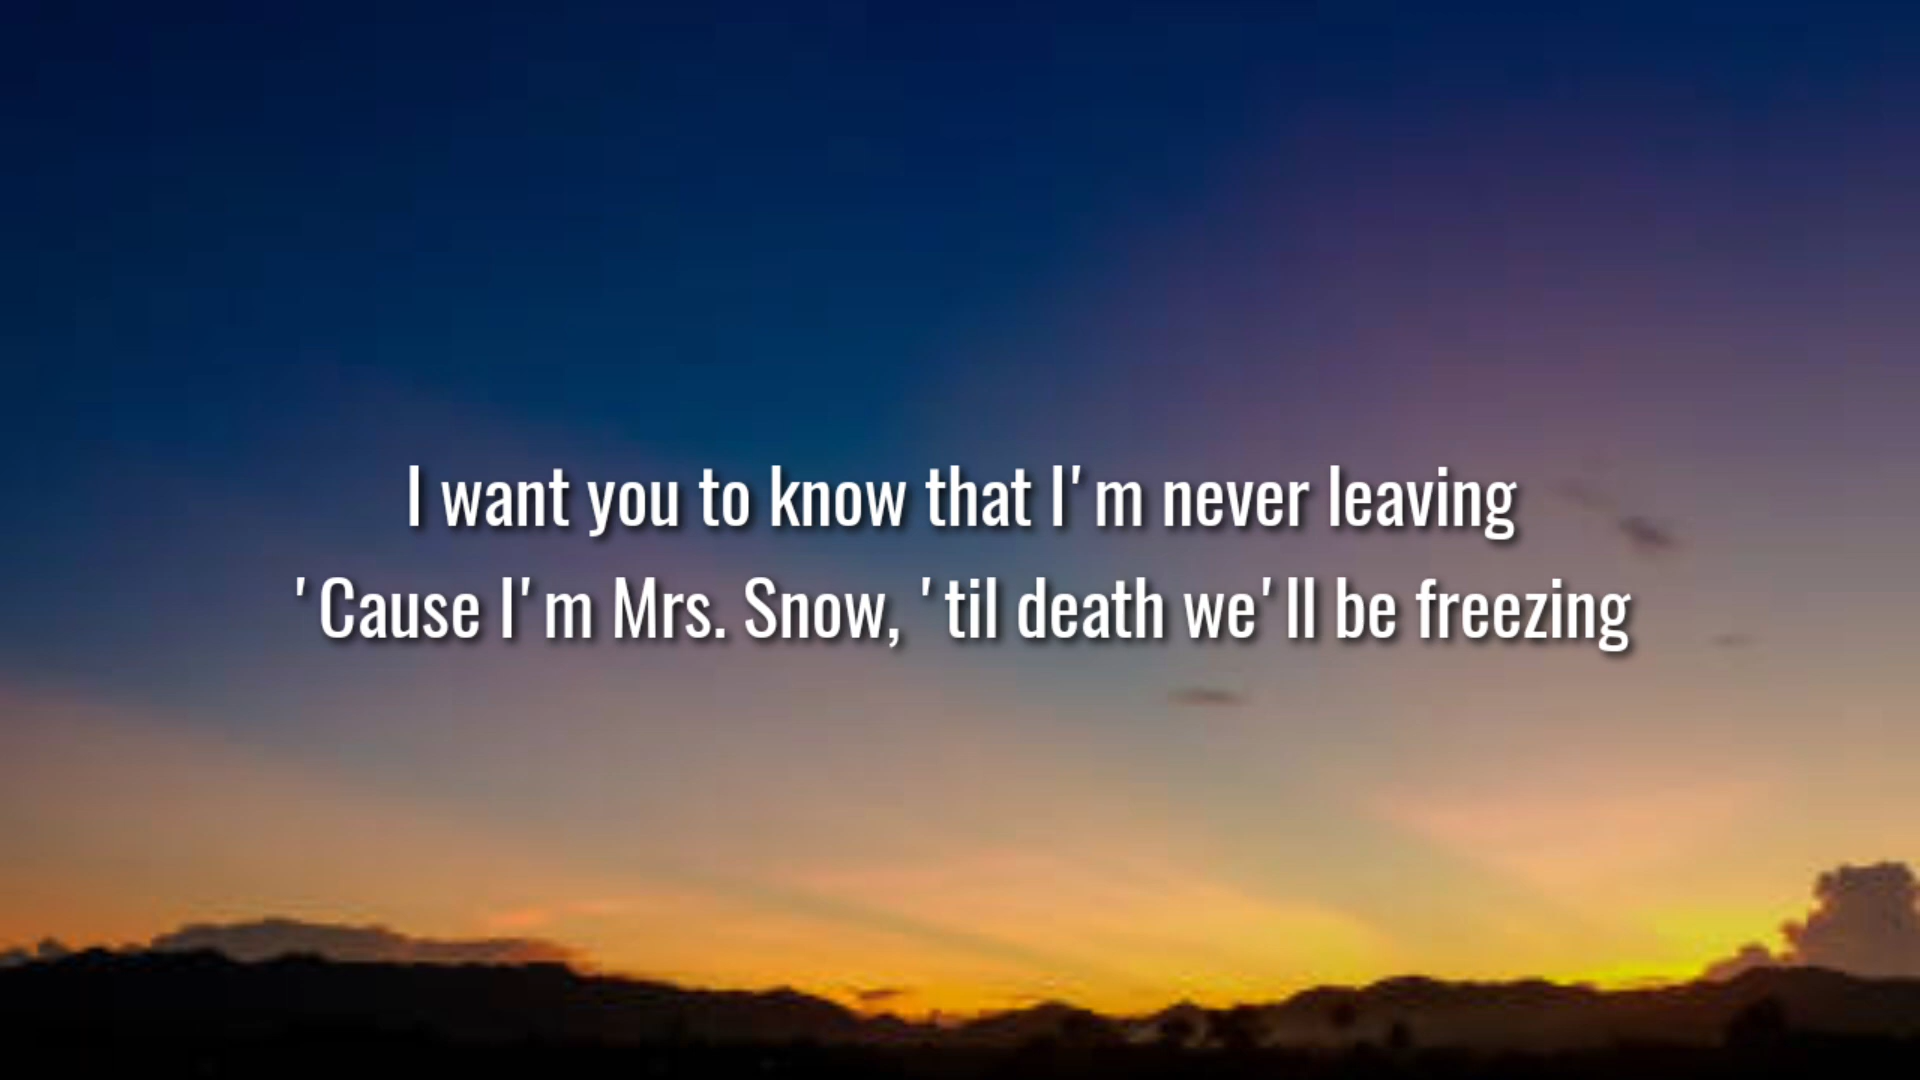 I want you to know that I'm never leaving
'Cause I'm Mrs. Snow, 'til death we'll be freezing